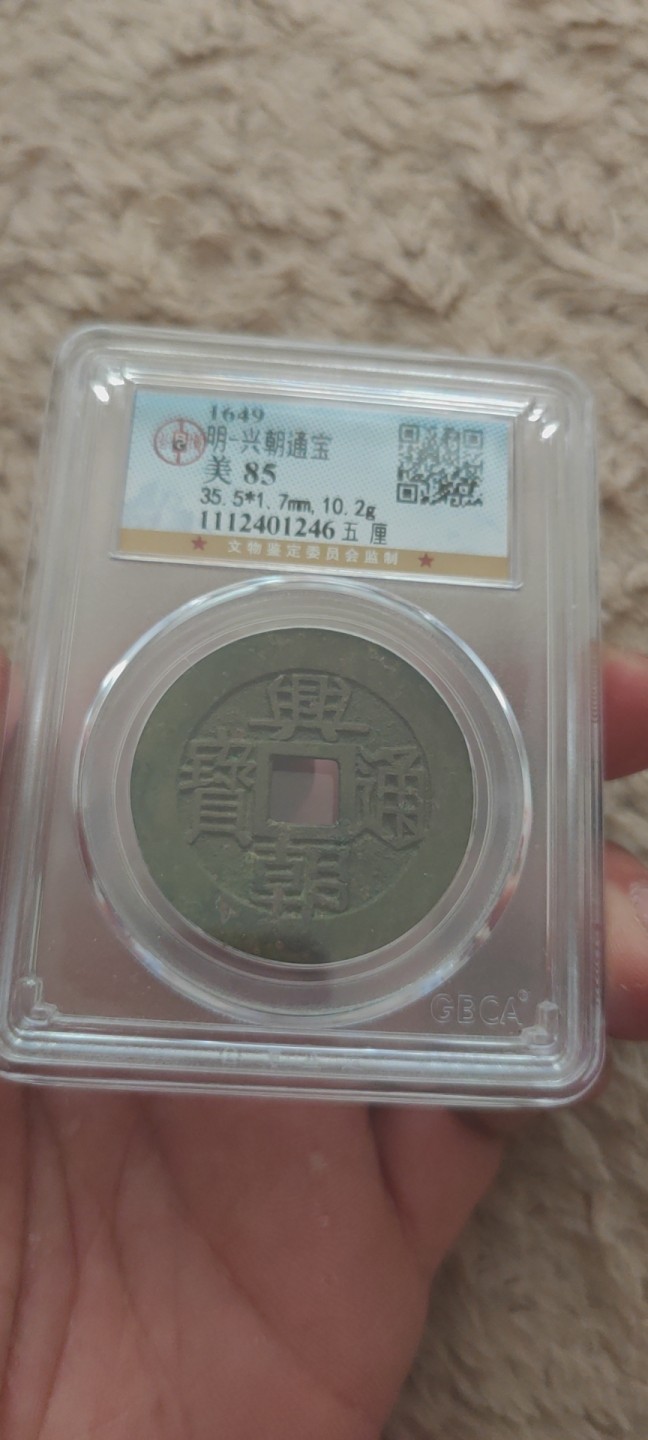 1649
明-兴朝通宝
美 85
35.5*1.7mm,10.2g
1112401246 五 厘
★ 文物鉴定委员会监制 ★
興
寶 通
朝
GBCA